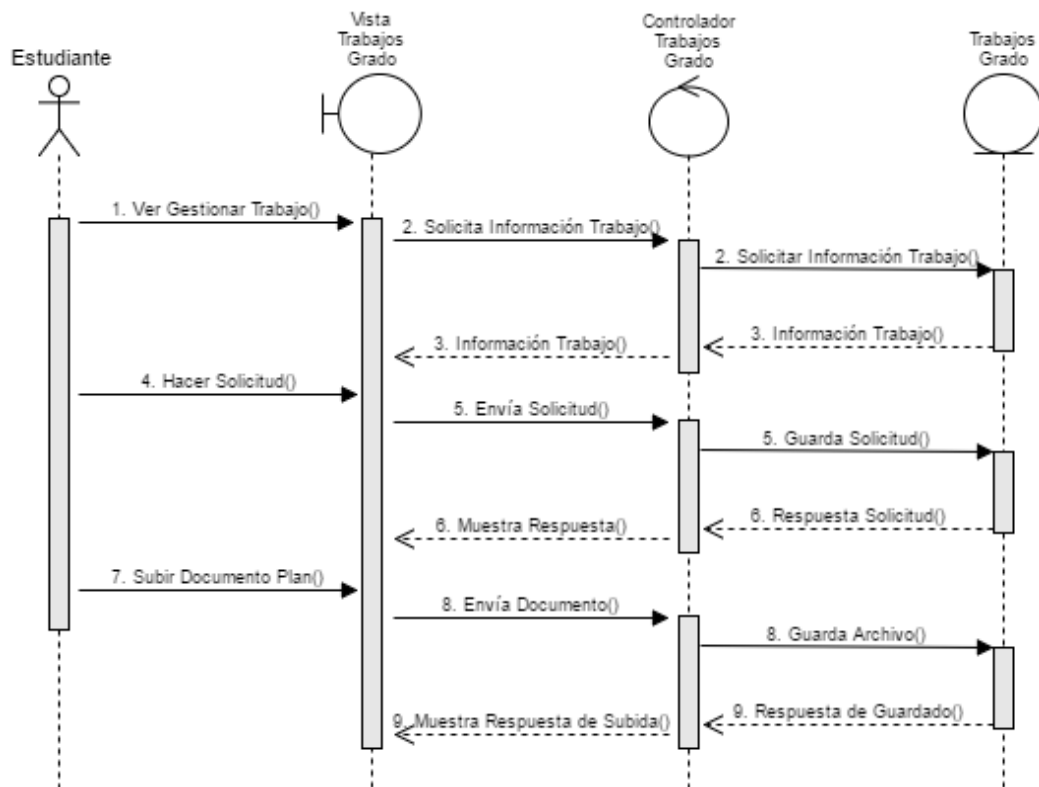 Estudiante
Vista
Trabajos
Grado
Controlador
Trabajos
Grado
Trabajos
Grado
1. Ver Gestionar Trabajo()
2. Solicita Información Trabajo()
2. Solicitar Información Trabajo()
3. Información Trabajo()
3. Información Trabajo()
4. Hacer Solicitud()
5. Envía Solicitud()
5. Guarda Solicitud()
6. Respuesta Solicitud()
6. Muestra Respuesta()
7. Subir Documento Plan()
8. Envía Documento()
8. Guarda Archivo()
9. Respuesta de Guardado()
9. Muestra Respuesta de Subida()